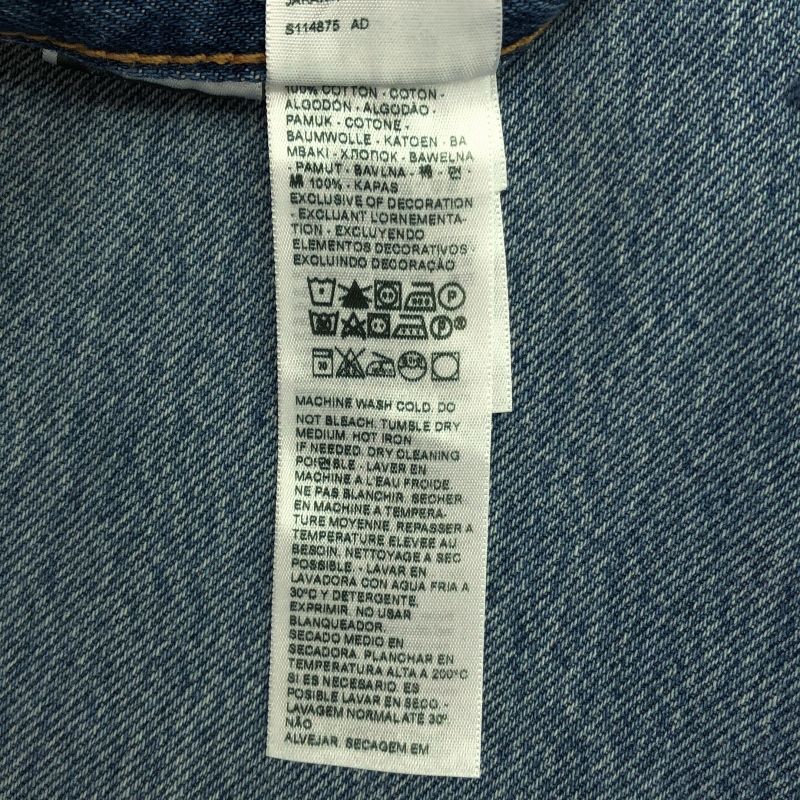 S114875 AD
100% COTTON - COTON -
ALGODÓN - ALGODÃO -
PAMUK - COTONE -
BAUMWOLLE - KATOEN - BA
MBAKI - ХЛОПОК - BAWEŁNA
- PAMUT - BAVLNA - 棉 - 면 -
綿 100% - KAPAS
EXCLUSIVE OF DECORATION
- EXCLUANT L'ORNEMENTA-
TION - EXCLUYENDO
ELEMENTOS DECORATIVOS -
EXCLUINDO DECORAÇÃO
MACHINE WASH COLD. DO
NOT BLEACH. TUMBLE DRY
MEDIUM. HOT IRON
IF NEEDED. DRY CLEANING
LAVER EN
MACHINE A L'EAU FROIDE.
NE PAS BLANCHIR. SECHER
EN MACHINE A TEMPERA-
TURE MOYENNE. REPASSER A
TEMPERATURE ELEVEE AU
BESOIN. NETTOYAGE A SEC
POSSIBLE. - LAVAR EN
LAVADORA CON AGUA FRIA A
30°C Y DETERGENTE.
EXPRIMIR. NO USAR
BLANQUEADOR.
SECADO MEDIO EN
SECADORA. PLANCHAR EN
TEMPERATURA ALTA A 200°C
SI ES NECESARIO. ES
POSIBLE LAVAR EN SECO. -
LAVAGEM NORMAL ATÉ 30°
NÃO
ALVEJAR. SECAGEM EM